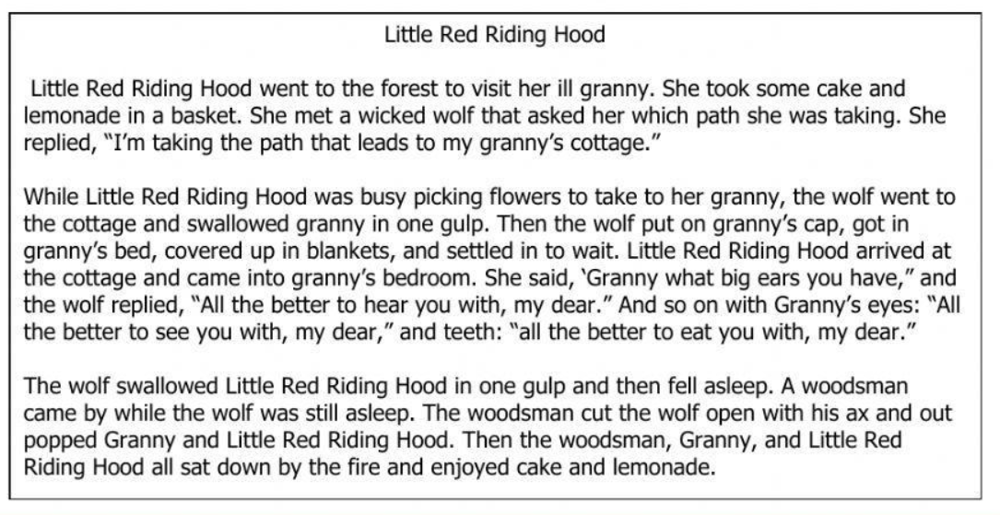 Little Red Riding Hood
Little Red Riding Hood went to the forest to visit her ill granny. She took some cake and
lemonade in a basket. She met a wicked wolf that asked her which path she was taking. She
replied, “I’m taking the path that leads to my granny’s cottage.”
While Little Red Riding Hood was busy picking flowers to take to her granny, the wolf went to
the cottage and swallowed granny in one gulp. Then the wolf put on granny’s cap, got in
granny’s bed, covered up in blankets, and settled in to wait. Little Red Riding Hood arrived at
the cottage and came into granny’s bedroom. She said, ‘Granny what big ears you have,” and
the wolf replied, “All the better to hear you with, my dear.” And so on with Granny’s eyes: “All
the better to see you with, my dear,” and teeth: “all the better to eat you with, my dear.”
The wolf swallowed Little Red Riding Hood in one gulp and then fell asleep. A woodsman
came by while the wolf was still asleep. The woodsman cut the wolf open with his ax and out
popped Granny and Little Red Riding Hood. Then the woodsman, Granny, and Little Red
Riding Hood all sat down by the fire and enjoyed cake and lemonade.